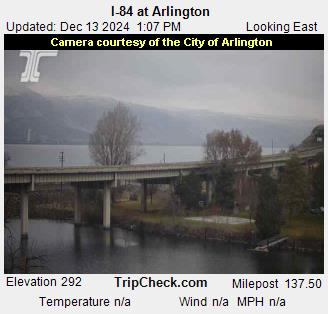 I-84 at Arlington
Updated: Dec 13 2024 1:07 PM Looking East
Camera courtesy of the City of Arlington
Elevation 292 TripCheck.com Milepost 137.50
Temperature n/a Wind n/a MPH n/a